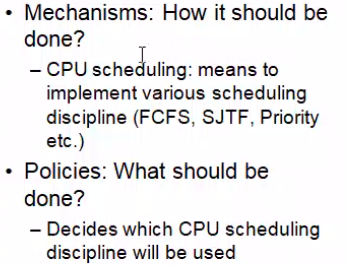 • Mechanisms: How it should be
done?
– CPU scheduling: means to
implement various scheduling
discipline (FCFS, SJTF, Priority
etc.)
• Policies: What should be
done?
– Decides which CPU scheduling
discipline will be used